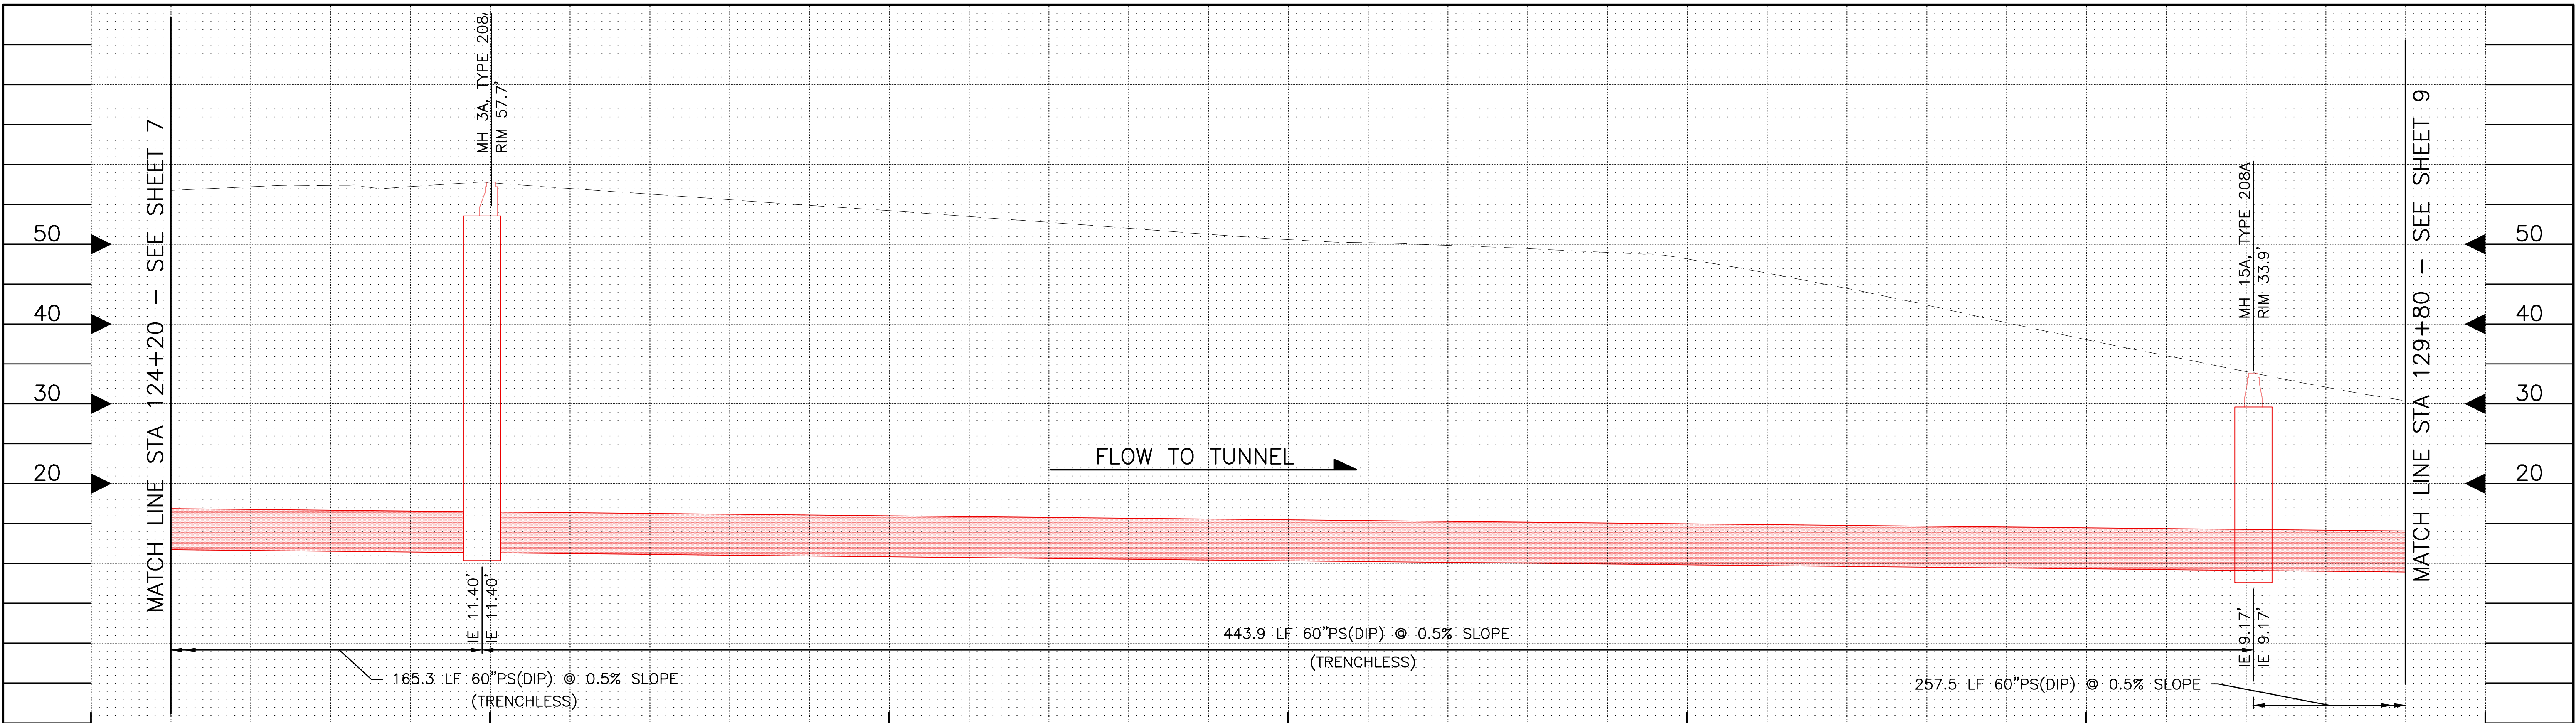 MH 3A, TYPE 208A
RIM 57.7'
MATCH LINE STA 124+20 – SEE SHEET 7
50
40
30
20
FLOW TO TUNNEL
MH 15A, TYPE 208A
RIM 33.9'
MATCH LINE STA 129+80 – SEE SHEET 9
50
40
30
20
IE 11.40'
IE 11.40'
443.9 LF 60"PS(DIP) @ 0.5% SLOPE
(TRENCHLESS)
165.3 LF 60"PS(DIP) @ 0.5% SLOPE
(TRENCHLESS)
IE 9.17'
IE 9.17'
257.5 LF 60"PS(DIP) @ 0.5% SLOPE